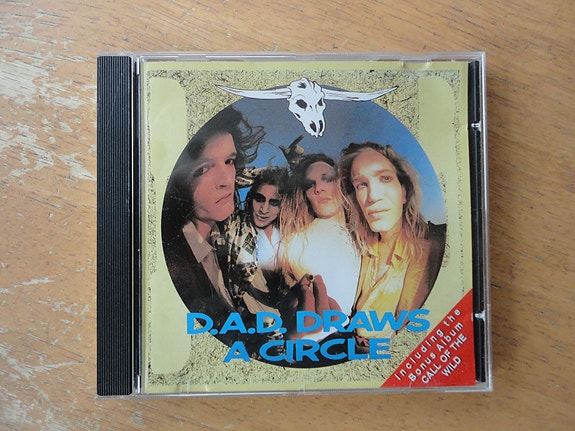 D.A.D. DRAWS
A CIRCLE
Including the
Bonus Album
CALL OF THE
WILD